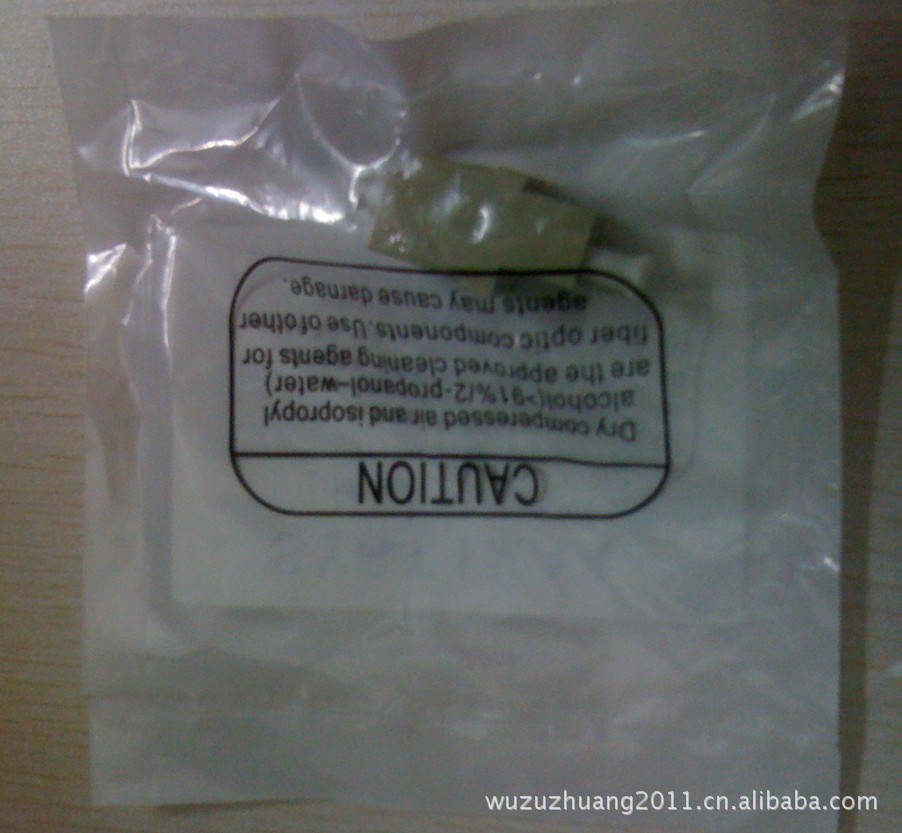 CAUTION
Dry comperessed air and isopropyl
alcohol(>91%/2-propanol-water)
are the approved cleaning agents for
fiber optic components.Use of other
agents may cause damage.
wuzuzhuang2011.cn.alibaba.com